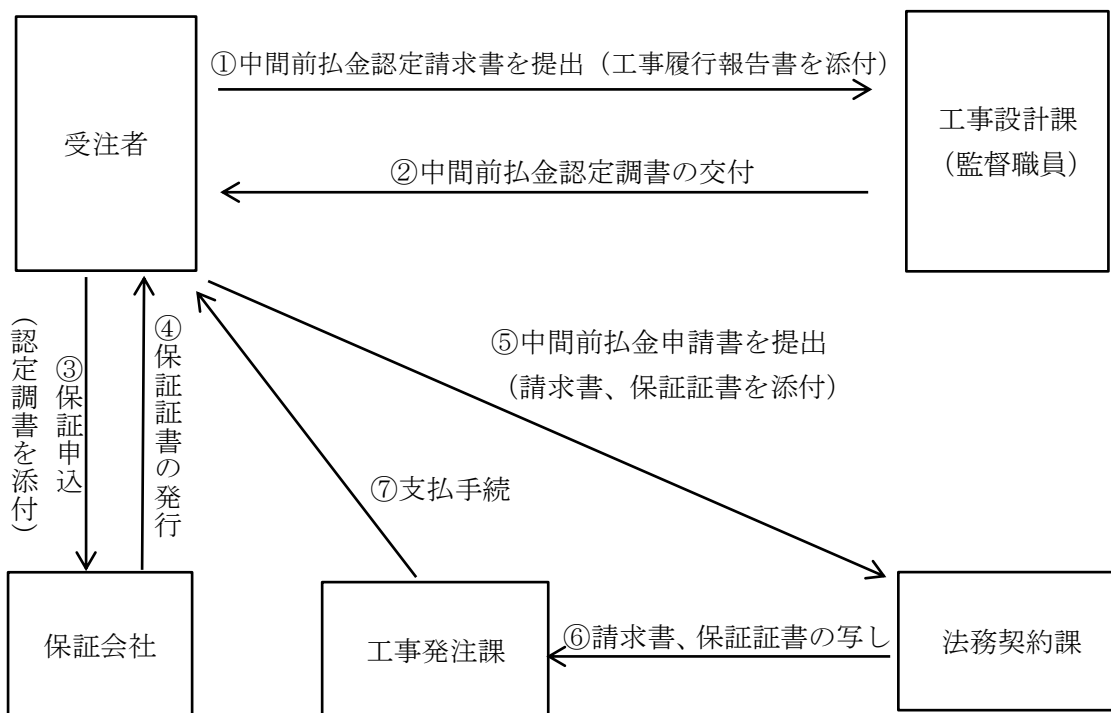 ①中間前払金認定請求書を提出（工事履行報告書を添付）
受注者
工事設計課
（監督職員）
②中間前払金認定調書の交付
③保証申込
（認定調書を添付）
④保証証書の発行
⑤中間前払金申請書を提出
（請求書、保証証書を添付）
⑦支払手続
保証会社
工事発注課
⑥請求書、保証証書の写し
法務契約課